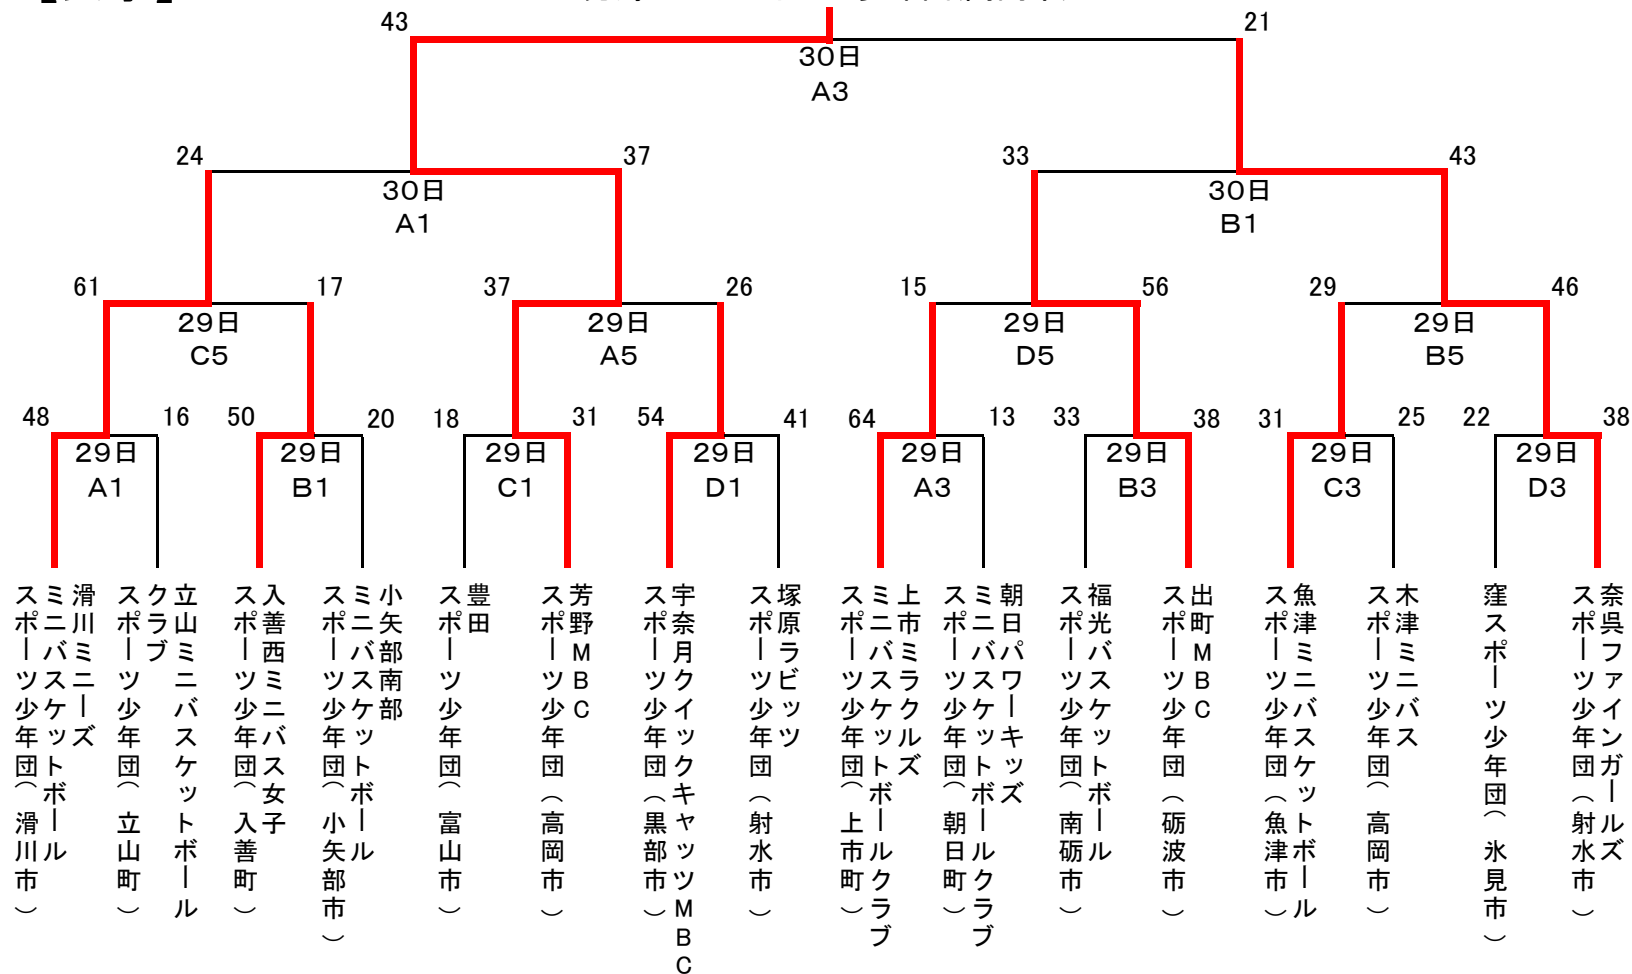 43
21
30日
A3
24
37
33
43
30日
A1
30日
B1
61
17
37
26
15
56
29
46
29日
C5
29日
A5
29日
D5
29日
B5
48
16
50
20
18
31
54
41
64
13
33
38
31
25
22
38
29日
A1
29日
B1
29日
C1
29日
D1
29日
A3
29日
B3
29日
C3
29日
D3
滑川ミニーズ
ミニバスケットボール
スポーツ少年団(滑川市)
立山ミニバスケットボール
クラブ
スポーツ少年団(立山町)
入善西ミニバス女子
スポーツ少年団(入善町)
小矢部南部
ミニバスケットボール
スポーツ少年団(小矢部市)
豊田
スポーツ少年団(富山市)
芳野MBC
スポーツ少年団(高岡市)
宇奈月クイックキャッツMBC
スポーツ少年団(黒部市)
塚原ラビッツ
スポーツ少年団(射水市)
上市ミラクルズ
ミニバスケットボールクラブ
スポーツ少年団(上市町)
朝日パワーキッズ
ミニバスケットボールクラブ
スポーツ少年団(朝日町)
福光バスケットボール
スポーツ少年団(南砺市)
出町MBC
スポーツ少年団(砺波市)
魚津ミニバスケットボール
スポーツ少年団(魚津市)
木津ミニバス
スポーツ少年団(高岡市)
窪スポーツ少年団(氷見市)
奈呉ファインガールズ
スポーツ少年団(射水市)